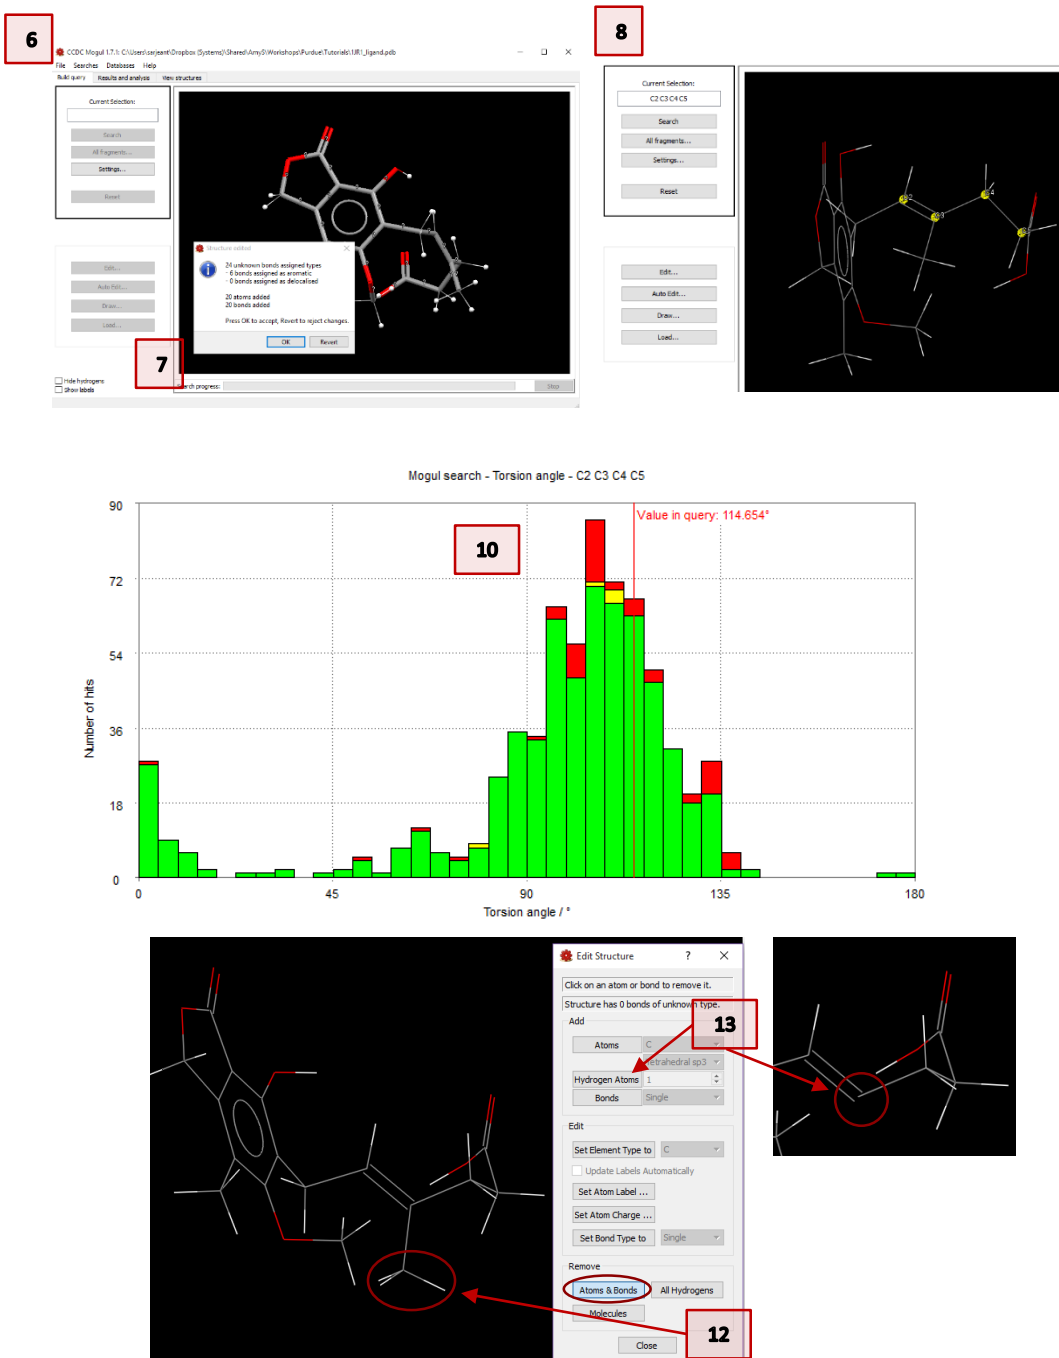 6
CCDC Mogul 1.7.1: C:\Users\sarjeant\Dropbox (Systems)\Shared\AmyS\Workshops\Purdue\Tutorials\1JR1_ligand.pdb
File Searches Databases Help
Build query Results and analysis View structures
Current Selection:
Search
All fragments...
Settings...
Reset
Edit...
Auto Edit...
Draw...
Load...
Structure edited
24 unknown bonds assigned types
- 6 bonds assigned as aromatic
- 0 bonds assigned as delocalised
20 atoms added
20 bonds added
Press OK to accept, Revert to reject changes.
OK Revert
7
Hide hydrogens
Show labels
Search progress:
Stop
8
Current Selection:
C2 C3 C4 C5
Search
All fragments...
Settings...
Reset
Edit...
Auto Edit...
Draw...
Load...
Mogul search - Torsion angle - C2 C3 C4 C5
Value in query: 114.654°
10
90
72
54
36
18
0
Number of hits
0 45 90 135 180
Torsion angle / °
Edit Structure ? ✕
Click on an atom or bond to remove it.
Structure has 0 bonds of unknown type.
13
Add
Atoms C
Tetrahedral sp3
Hydrogen Atoms 1
Bonds Single
Edit
Set Element Type to C
Update Labels Automatically
Set Atom Label ...
Set Atom Charge ...
Set Bond Type to Single
Remove
Atoms & Bonds All Hydrogens
Molecules
12
Close